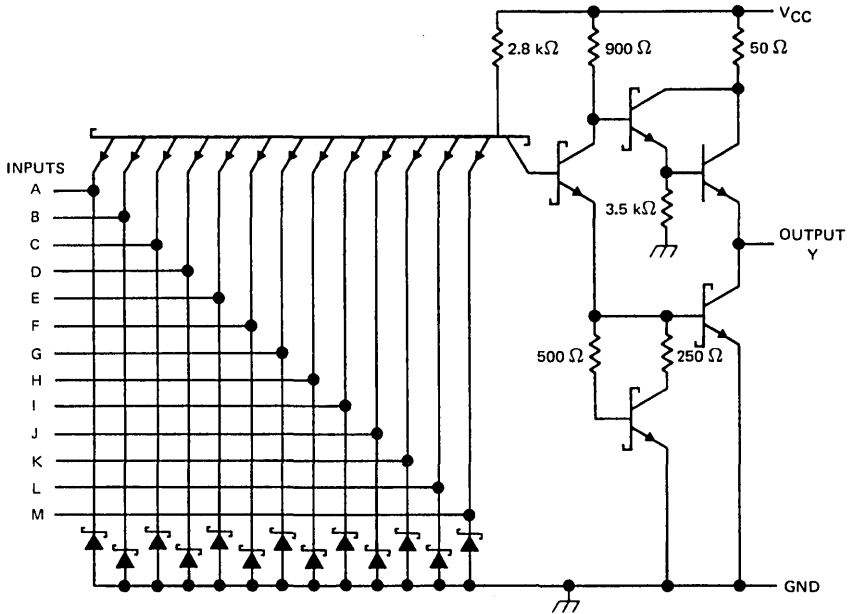 VCC
2.8 kΩ
900 Ω
50 Ω
INPUTS
A
B
C
D
E
F
G
H
I
J
K
L
M
3.5 kΩ
OUTPUT
Y
500 Ω
250 Ω
GND